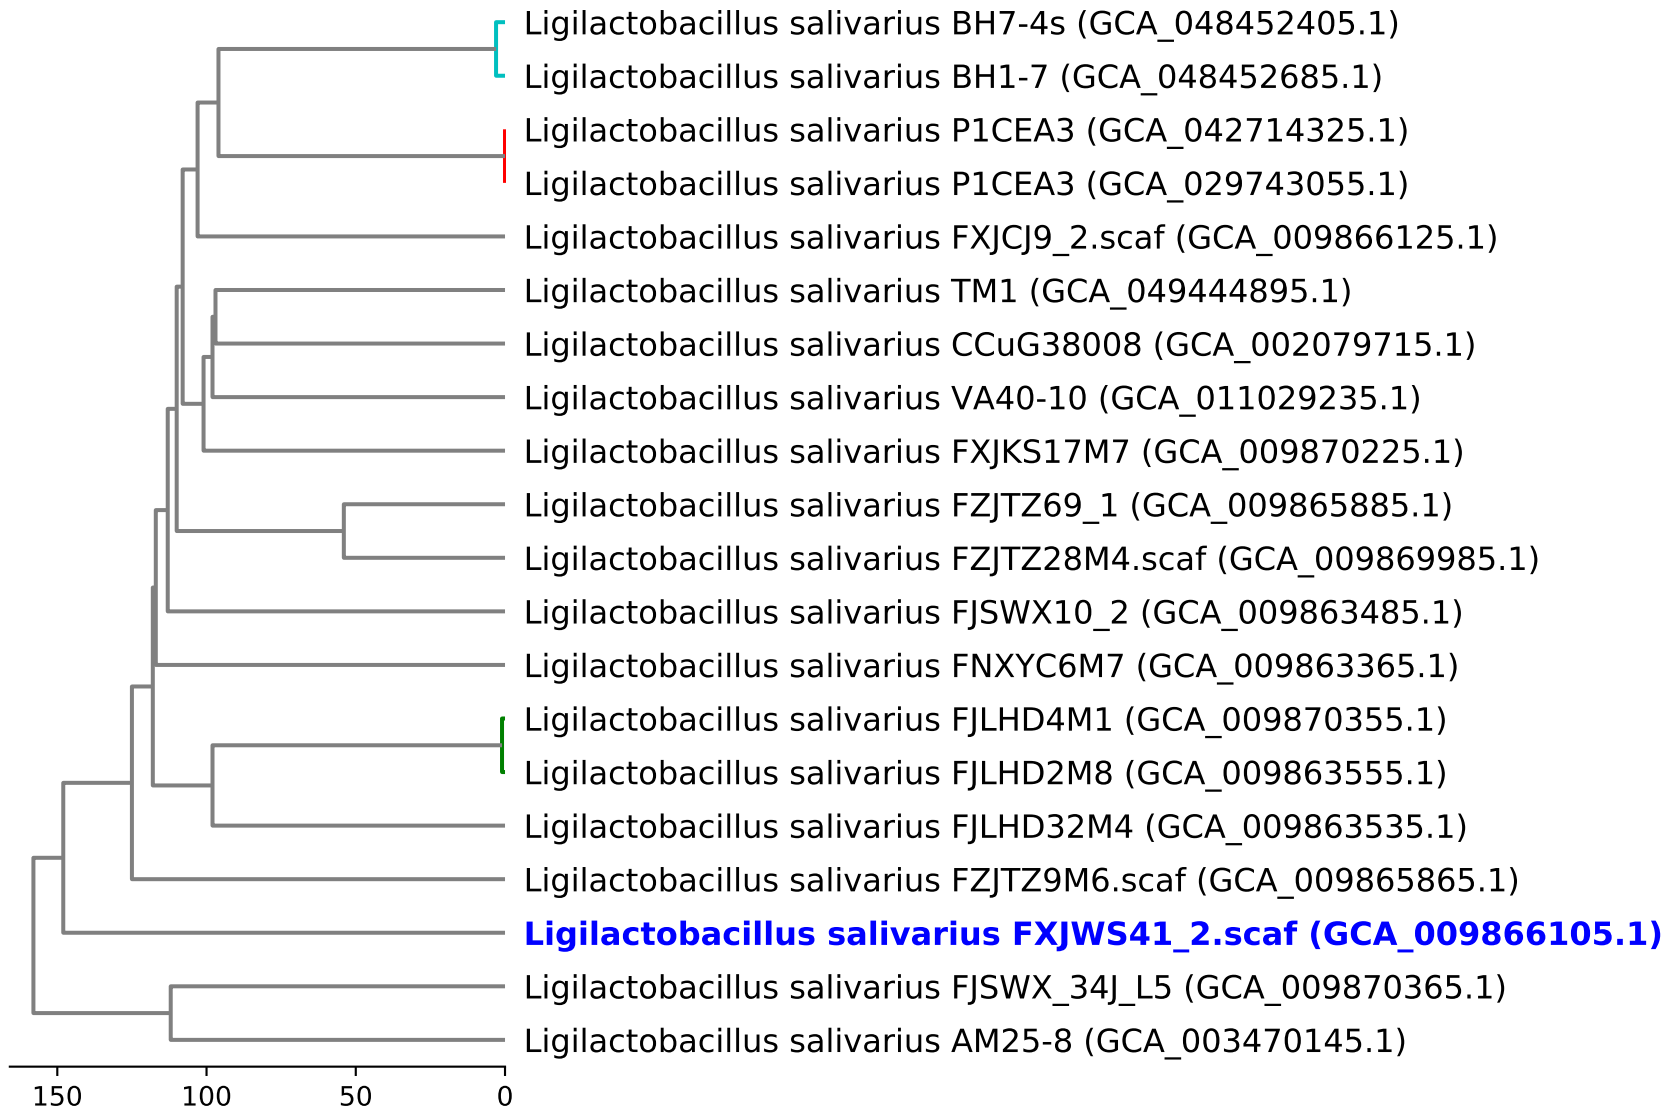 Ligilactobacillus salivarius BH7-4s (GCA_048452405.1)
Ligilactobacillus salivarius BH1-7 (GCA_048452685.1)
Ligilactobacillus salivarius P1CEA3 (GCA_042714325.1)
Ligilactobacillus salivarius P1CEA3 (GCA_029743055.1)
Ligilactobacillus salivarius FXJCJ9_2.scaf (GCA_009866125.1)
Ligilactobacillus salivarius TM1 (GCA_049444895.1)
Ligilactobacillus salivarius CCuG38008 (GCA_002079715.1)
Ligilactobacillus salivarius VA40-10 (GCA_011029235.1)
Ligilactobacillus salivarius FXJKS17M7 (GCA_009870225.1)
Ligilactobacillus salivarius FZJTZ69_1 (GCA_009865885.1)
Ligilactobacillus salivarius FZJTZ28M4.scaf (GCA_009869985.1)
Ligilactobacillus salivarius FJSWX10_2 (GCA_009863485.1)
Ligilactobacillus salivarius FNXYC6M7 (GCA_009863365.1)
Ligilactobacillus salivarius FJLHD4M1 (GCA_009870355.1)
Ligilactobacillus salivarius FJLHD2M8 (GCA_009863555.1)
Ligilactobacillus salivarius FJLHD32M4 (GCA_009863535.1)
Ligilactobacillus salivarius FZJTZ9M6.scaf (GCA_009865865.1)
Ligilactobacillus salivarius FXJWS41_2.scaf (GCA_009866105.1)
Ligilactobacillus salivarius FJSWX_34J_L5 (GCA_009870365.1)
Ligilactobacillus salivarius AM25-8 (GCA_003470145.1)
150 100 50 0